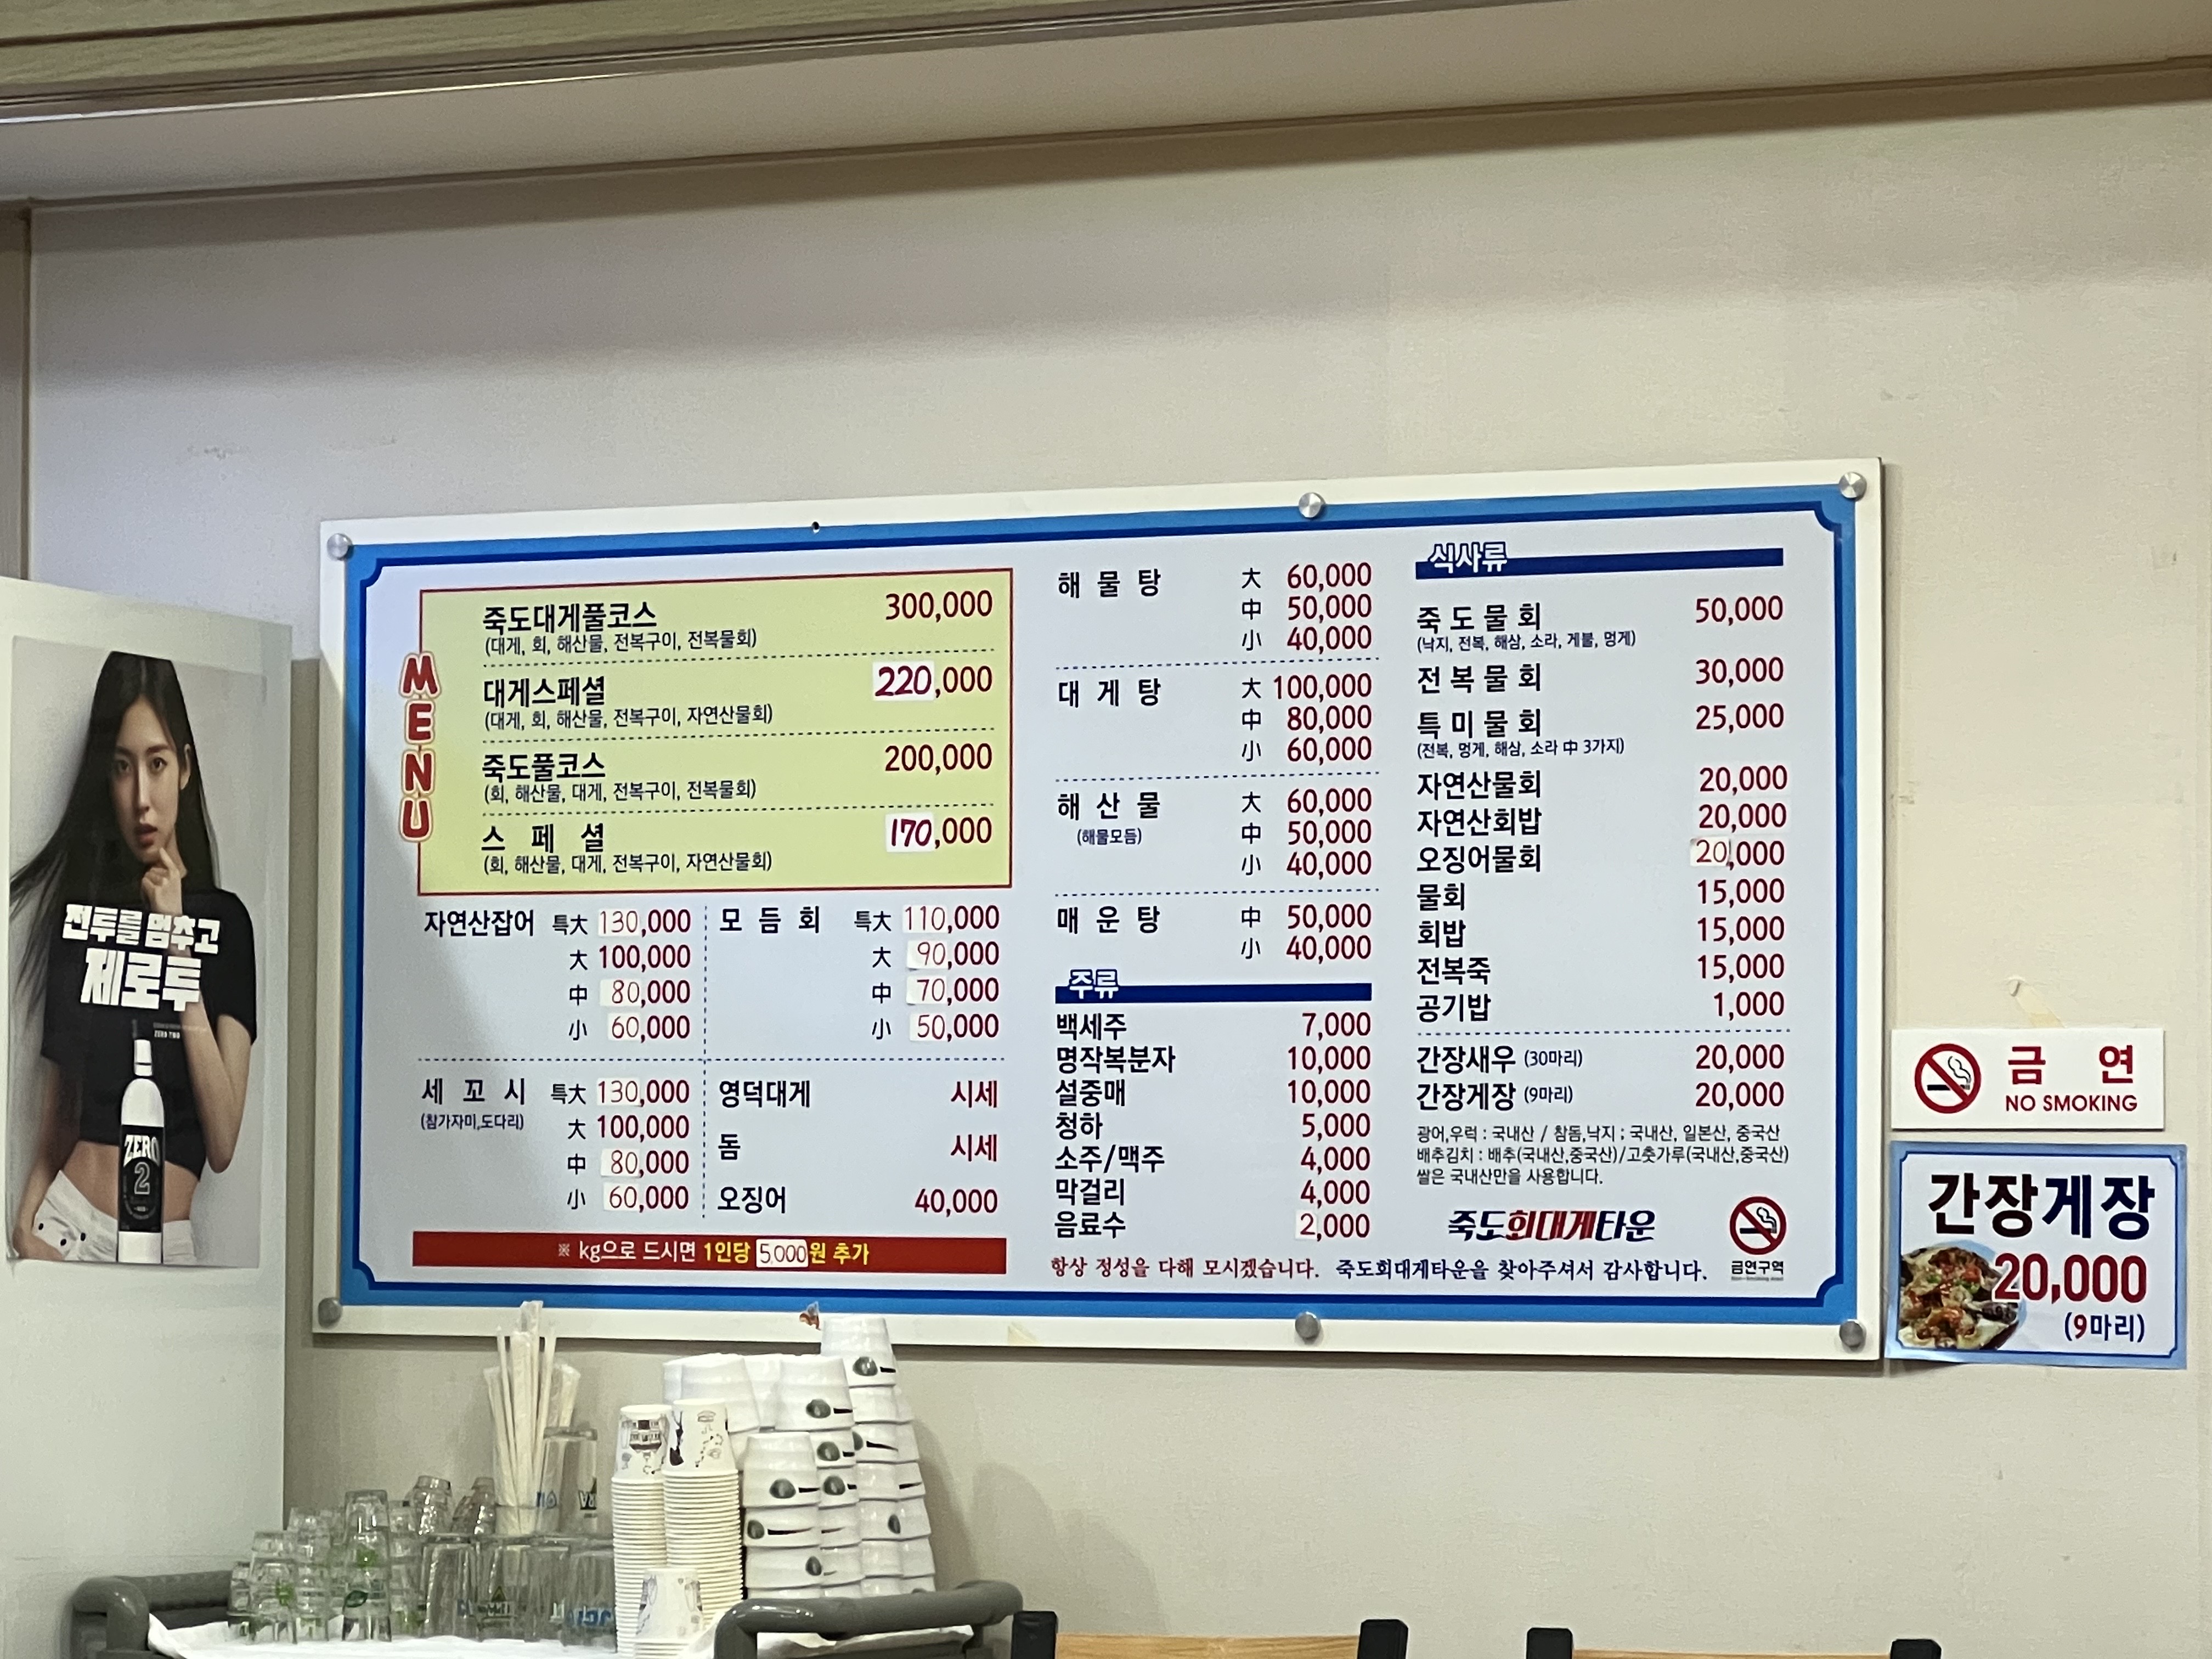 MENU
죽도대게풀코스 300,000
(대게, 회, 해산물, 전복구이, 전복물회)
대게스페셜 220,000
(대게, 회, 해산물, 전복구이, 자연산물회)
죽도풀코스 200,000
(회, 해산물, 대게, 전복구이, 전복물회)
스 페 셜 170,000
(회, 해산물, 대게, 전복구이, 자연산물회)
자연산잡어 特大 130,000
大 100,000
中 80,000
小 60,000
모 듬 회 特大 110,000
大 90,000
中 70,000
小 50,000
세 꼬 시 特大 130,000
(참가자미,도다리)
大 100,000
中 80,000
小 60,000
영덕대게 시세
돔 시세
오징어 40,000
※ kg으로 드시면 1인당 5,000원 추가
해 물 탕 大 60,000
中 50,000
小 40,000
대 게 탕 大 100,000
中 80,000
小 60,000
해 산 물 大 60,000
(해물모듬) 中 50,000
小 40,000
매 운 탕 中 50,000
小 40,000
주류
백세주 7,000
명작복분자 10,000
설중매 10,000
청하 5,000
소주/맥주 4,000
막걸리 4,000
음료수 2,000
식사류
죽 도 물 회 50,000
(낙지, 전복, 해삼, 소라, 게불, 멍게)
전 복 물 회 30,000
특 미 물 회 25,000
(전복, 멍게, 해삼, 소라 中 3가지)
자연산물회 20,000
자연산회밥 20,000
오징어물회 20,000
물회 15,000
회밥 15,000
전복죽 15,000
공기밥 1,000
간장새우 (30마리) 20,000
간장게장 (9마리) 20,000
광어,우럭 : 국내산 / 참돔,낙지 ; 국내산, 일본산, 중국산
배추김치 : 배추(국내산,중국산)/고춧가루(국내산,중국산)
쌀은 국내산만을 사용합니다.
죽도회대게타운
금연구역
항상 정성을 다해 모시겠습니다. 죽도회대게타운을 찾아주셔서 감사합니다.
전투를 멈추고
제로투
ZERO TWO
ZERO
2
금 연
NO SMOKING
간장게장
20,000
(9마리)